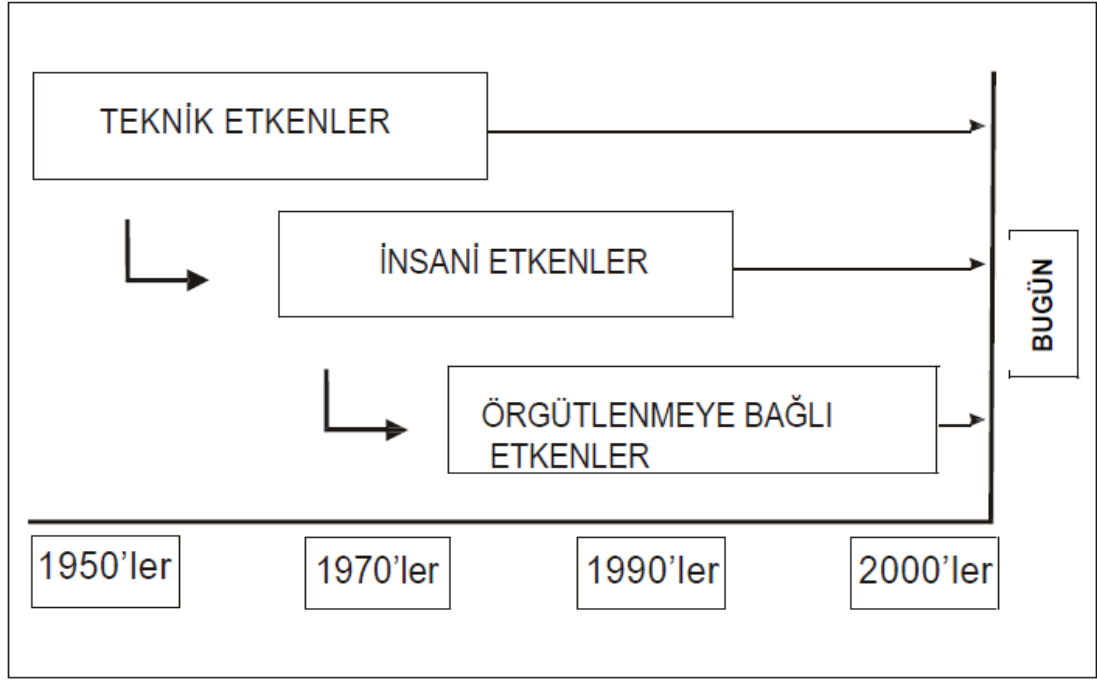 TEKNİK ETKENLER
İNSANİ ETKENLER
BUGÜN
ÖRGÜTLENMEYE BAĞLI
ETKENLER
1950’ler
1970’ler
1990’ler
2000’ler